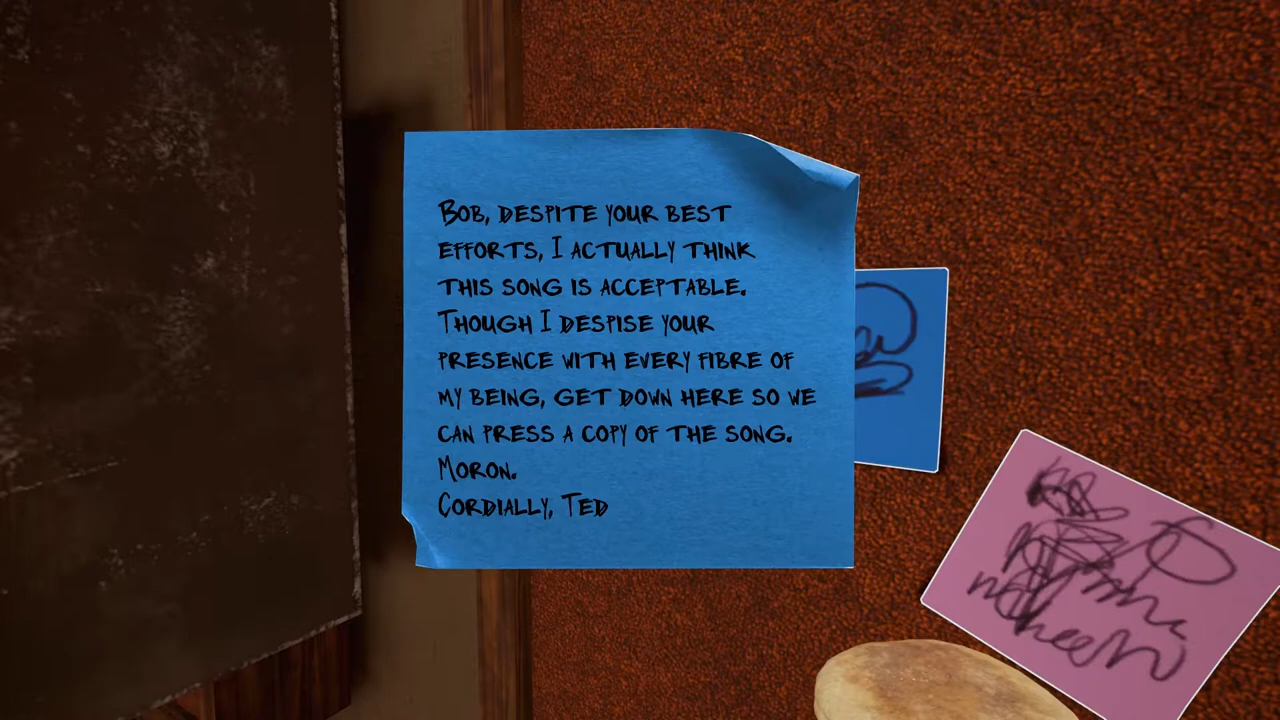 Bob, despite your best
efforts, I actually think
this song is acceptable.
Though I despise your
presence with every fibre of
my being, get down here so we
can press a copy of the song.
Moron.
Cordially, Ted